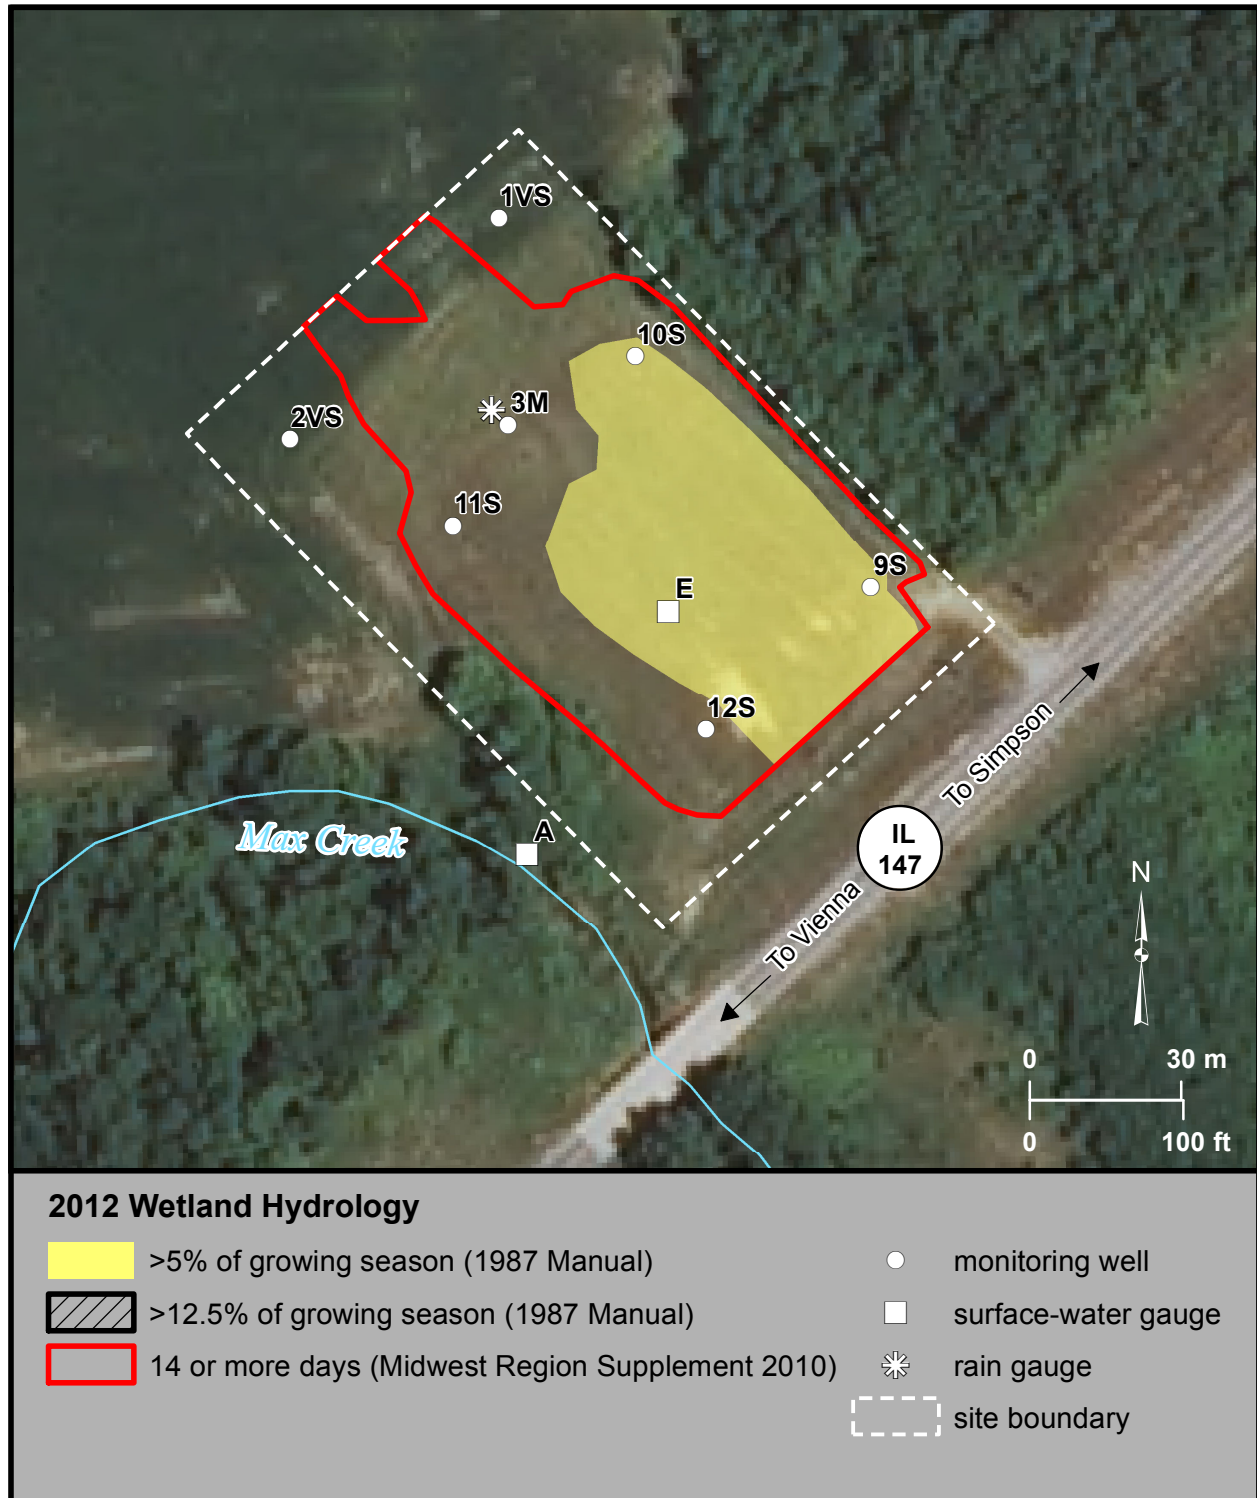 1VS
10S
3M
2VS
11S
9S
E
12S
To Simpson
Max Creek
A
IL
147
To Vienna
N
0 30 m
0 100 ft
2012 Wetland Hydrology
>5% of growing season (1987 Manual)
>12.5% of growing season (1987 Manual)
14 or more days (Midwest Region Supplement 2010)
monitoring well
surface-water gauge
rain gauge
site boundary